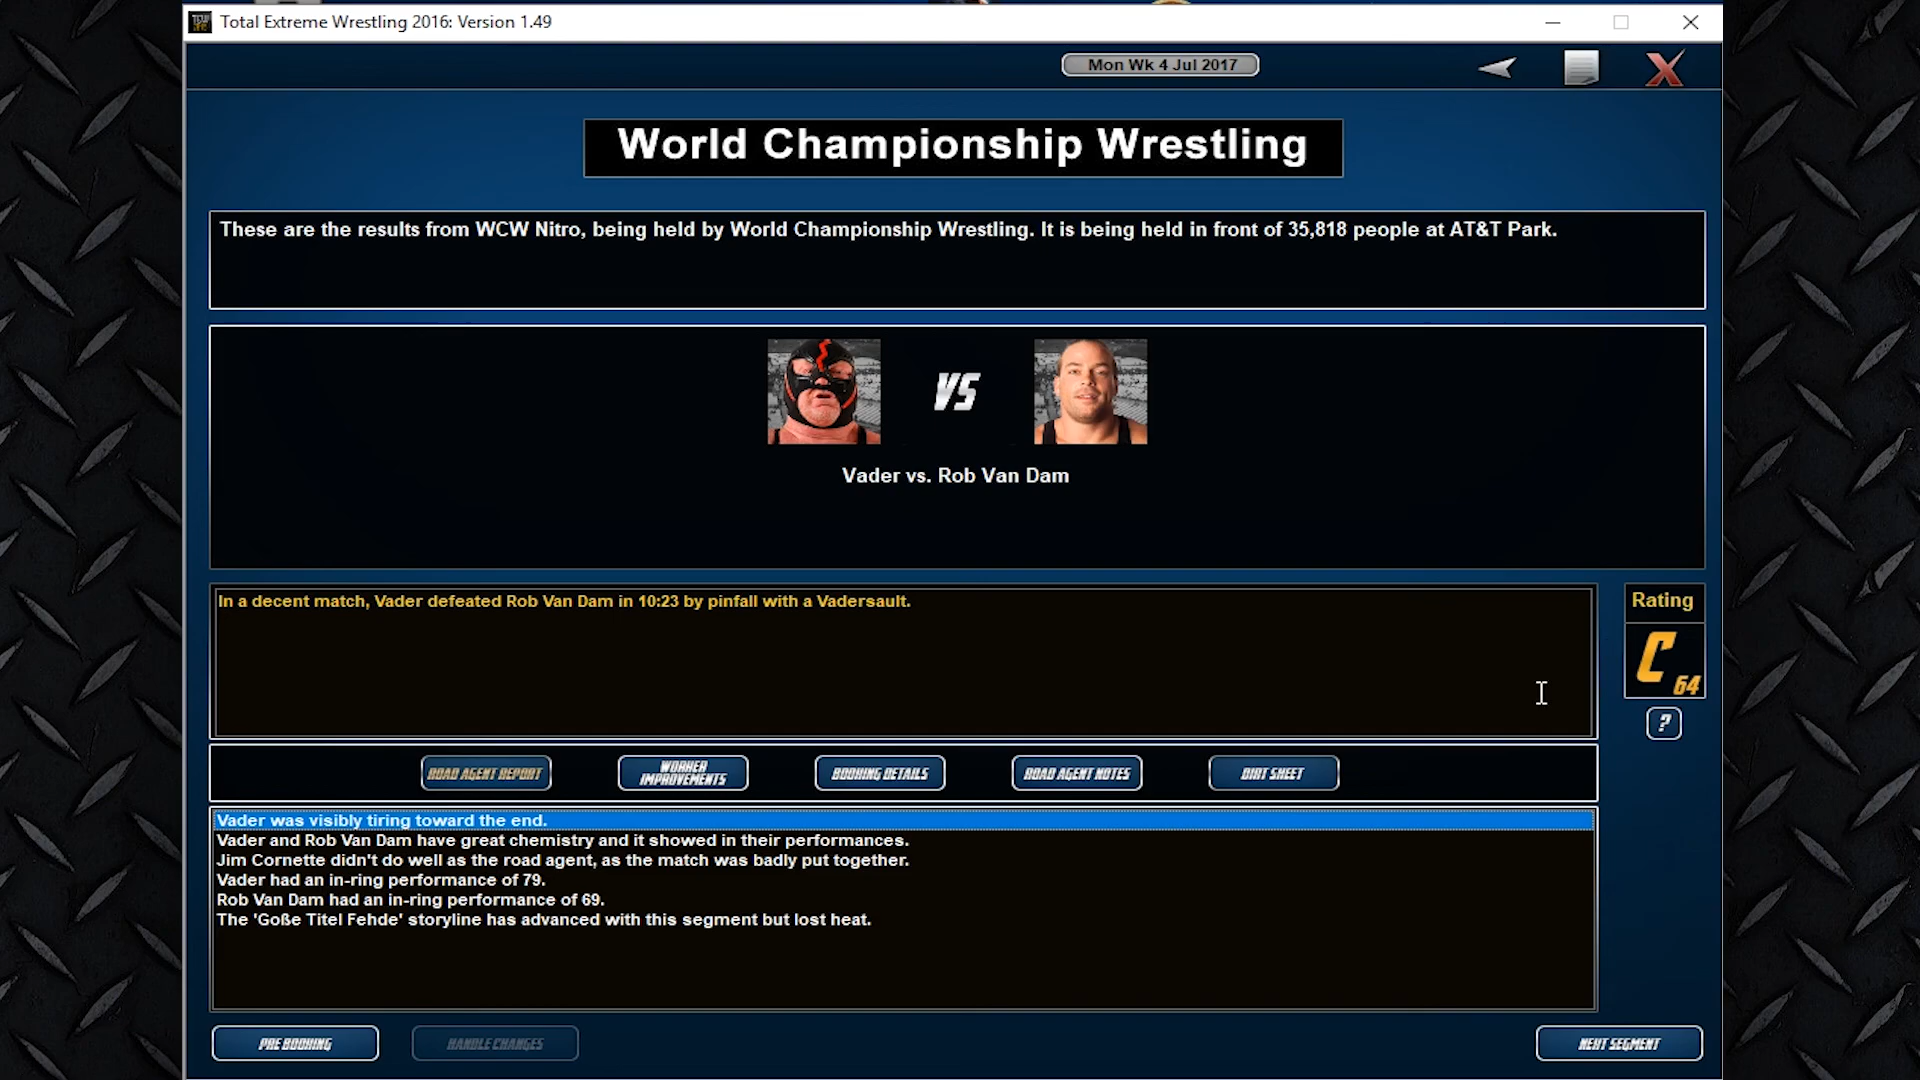 Total Extreme Wrestling 2016: Version 1.49
Mon Wk 4 Jul 2017
World Championship Wrestling
These are the results from WCW Nitro, being held by World Championship Wrestling. It is being held in front of 35,818 people at AT&T Park.
VS
Vader vs. Rob Van Dam
In a decent match, Vader defeated Rob Van Dam in 10:23 by pinfall with a Vadersault.
Rating
C 64
?
ROAD AGENT REPORT
WORKER
IMPROVEMENTS
BOOKING DETAILS
ROAD AGENT NOTES
DIRT SHEET
Vader was visibly tiring toward the end.
Vader and Rob Van Dam have great chemistry and it showed in their performances.
Jim Cornette didn't do well as the road agent, as the match was badly put together.
Vader had an in-ring performance of 79.
Rob Van Dam had an in-ring performance of 69.
The 'Goße Titel Fehde' storyline has advanced with this segment but lost heat.
PRE BOOKING
HANDLE CHANGES
NEXT SEGMENT